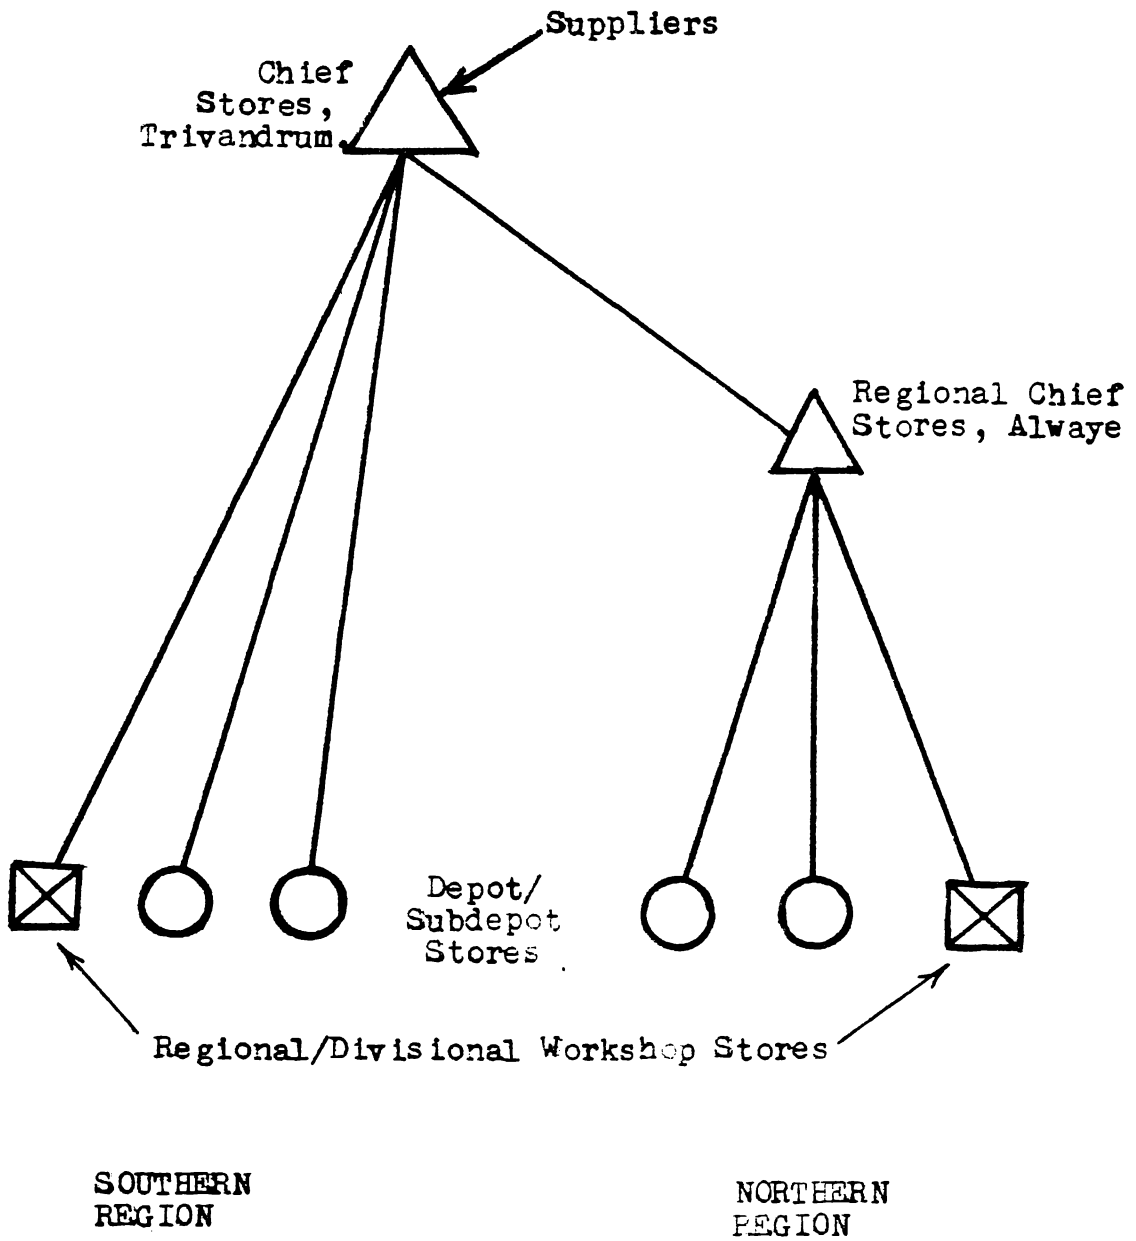 Suppliers
Chief
Stores,
Trivandrum.
Regional Chief
Stores, Alwaye
Depot/
Subdepot
Stores
Regional/Divisional Workshop Stores
SOUTHERN
REGION
NORTHERN
REGION